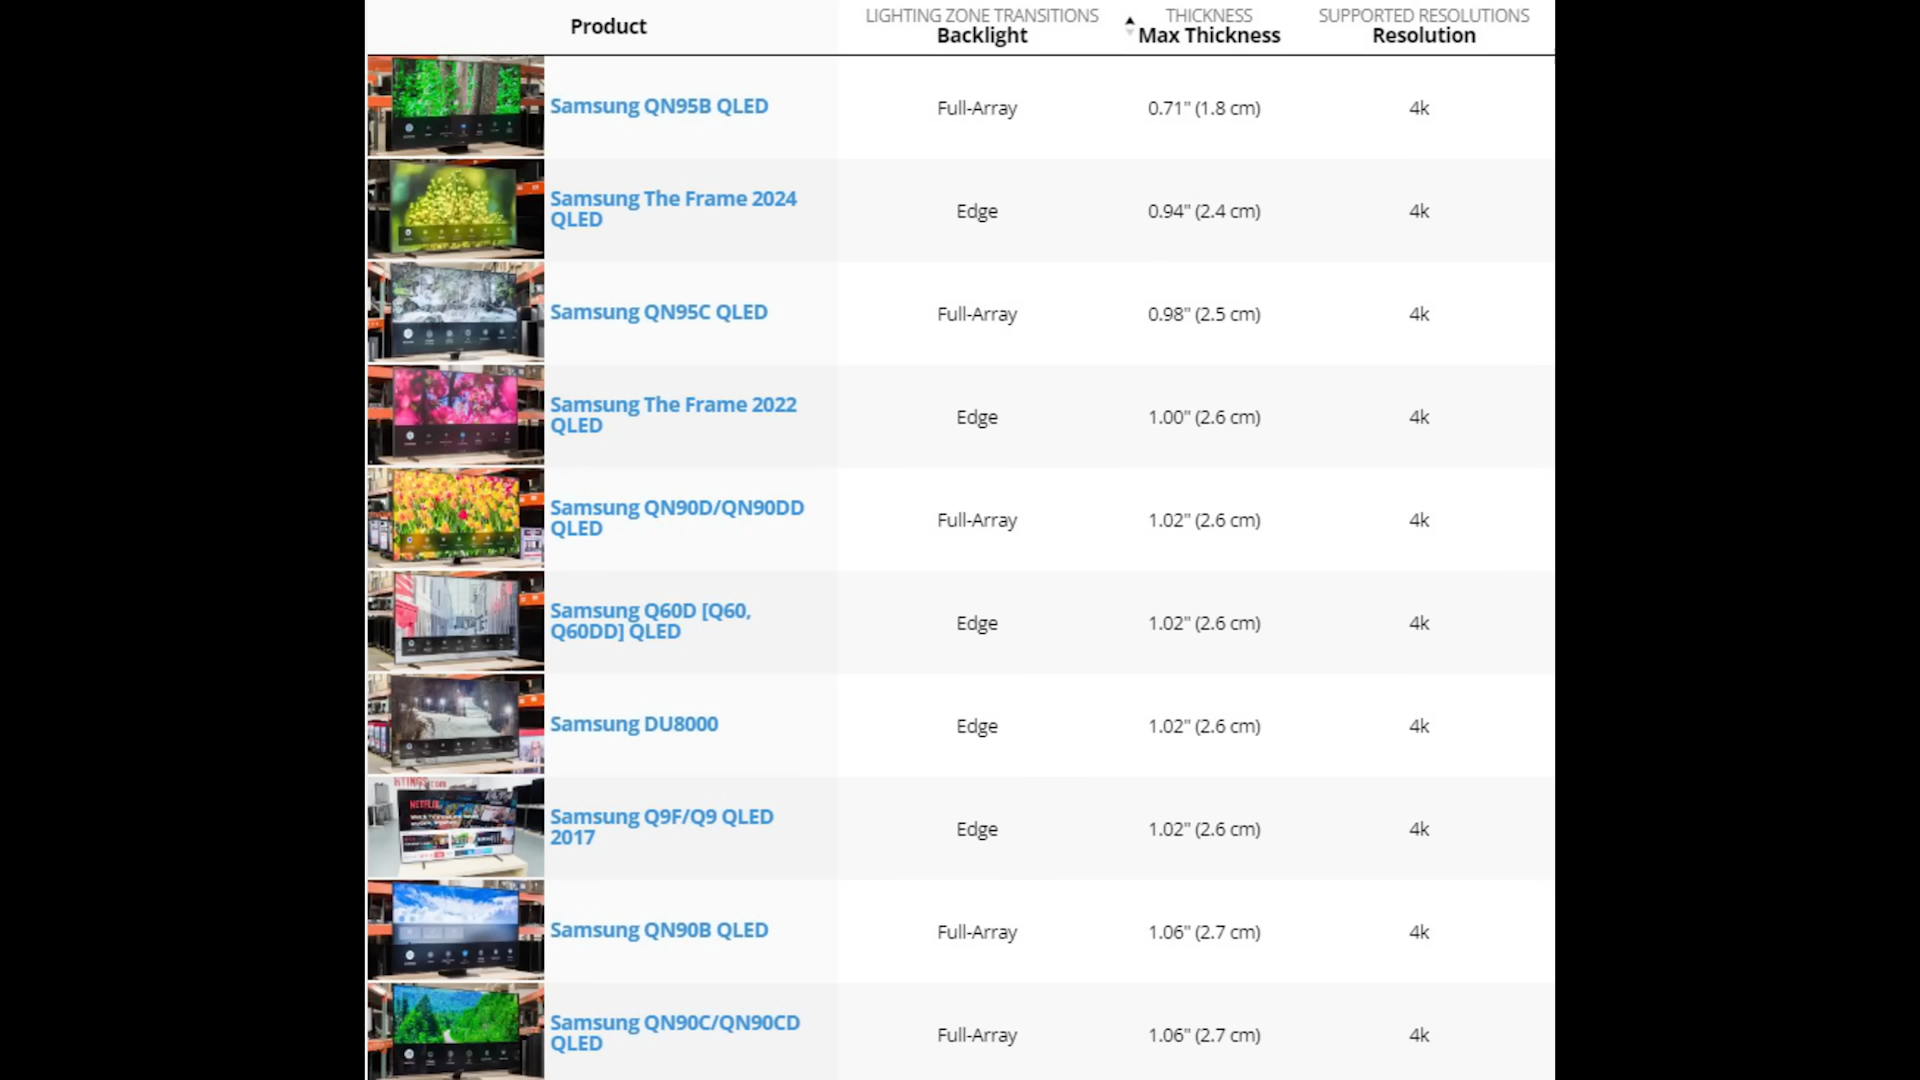 Product
LIGHTING ZONE TRANSITIONS
Backlight
THICKNESS
Max Thickness
SUPPORTED RESOLUTIONS
Resolution
Samsung QN95B QLED
Full-Array
0.71" (1.8 cm)
4k
Samsung The Frame 2024
QLED
Edge
0.94" (2.4 cm)
4k
Samsung QN95C QLED
Full-Array
0.98" (2.5 cm)
4k
Samsung The Frame 2022
QLED
Edge
1.00" (2.6 cm)
4k
Samsung QN90D/QN90DD
QLED
Full-Array
1.02" (2.6 cm)
4k
Samsung Q60D [Q60,
Q60DD] QLED
Edge
1.02" (2.6 cm)
4k
Samsung DU8000
Edge
1.02" (2.6 cm)
4k
NETFLIX
Samsung Q9F/Q9 QLED
2017
Edge
1.02" (2.6 cm)
4k
Samsung QN90B QLED
Full-Array
1.06" (2.7 cm)
4k
Samsung QN90C/QN90CD
QLED
Full-Array
1.06" (2.7 cm)
4k